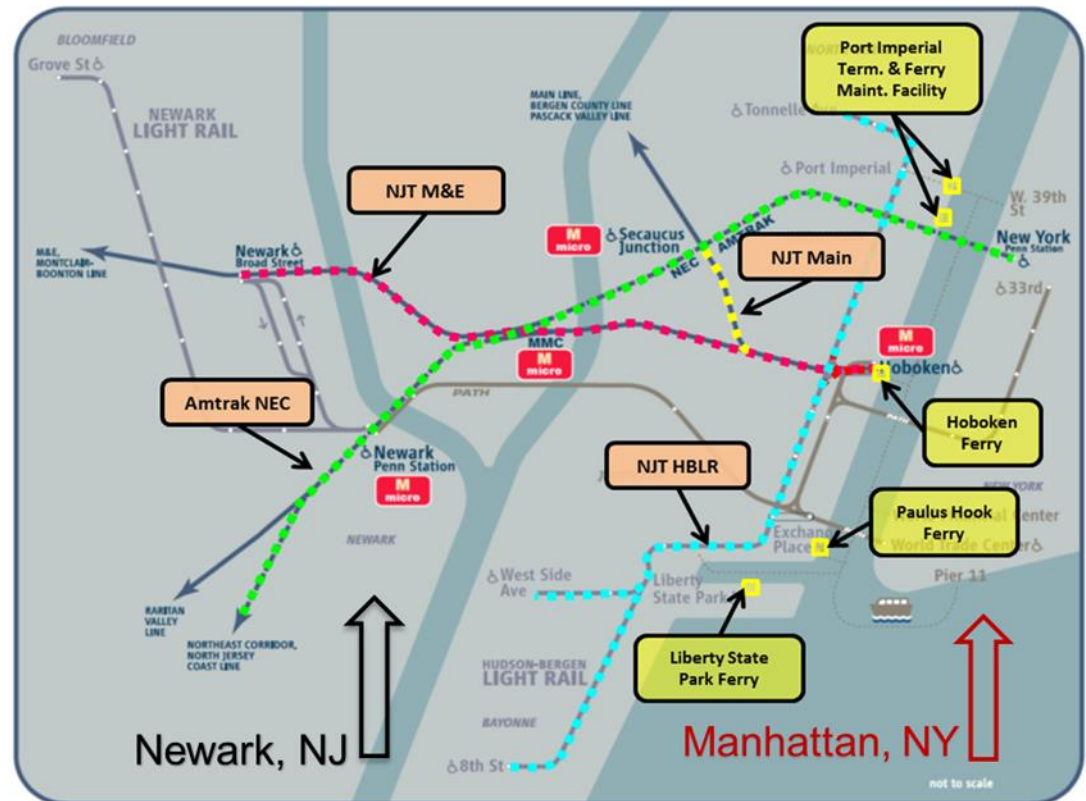 BLOOMFIELD
Grove St
NEWARK
LIGHT RAIL
MAIN LINE,
BERGEN COUNTY LINE
PASCACK VALLEY LINE
Port Imperial
Term. & Ferry
Maint. Facility
Tonnelle
Port Imperial
W. 39th
St
NJT M&E
M
micro
Secaucus
Junction
NEC
AMTRAK
New York
Penn Station
NJT Main
33rd
M&E,
MONTCLAIR-
BOONTON LINE
Newark
Broad Street
MMC
M
micro
M
micro
Hoboken
Amtrak NEC
PATH
PATH
Hoboken
Ferry
Newark
Penn Station
M
micro
NJT HBLR
NEW YORK
NEWARK
Exchange
Place
Paulus Hook
Ferry
Center
World Trade Center
Pier 11
West Side
Ave
Liberty
State Park
RARITAN
VALLEY
LINE
NORTHEAST CORRIDOR,
NORTH JERSEY
COAST LINE
HUDSON-BERGEN
LIGHT RAIL
Liberty State
Park Ferry
BAYONNE
Newark, NJ
Manhattan, NY
8th St
not to scale